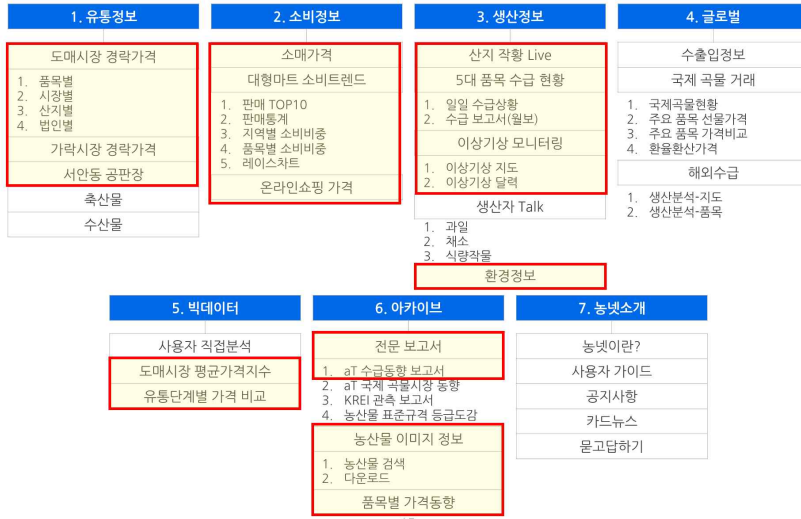 1. 유통정보
도매시장 경락가격
1. 품목별
2. 시장별
3. 산지별
4. 법인별
가락시장 경락가격
서안동 공판장
축산물
수산물
2. 소비정보
소매가격
대형마트 소비트렌드
1. 판매 TOP10
2. 판매통계
3. 지역별 소비비중
4. 품목별 소비비중
5. 레이스차트
온라인쇼핑 가격
3. 생산정보
산지 작황 Live
5대 품목 수급 현황
1. 일일 수급상황
2. 수급 보고서(월보)
이상기상 모니터링
1. 이상기상 지도
2. 이상기상 달력
생산자 Talk
1. 과일
2. 채소
3. 식량작물
환경정보
4. 글로벌
수출입정보
국제 곡물 거래
1. 국제곡물현황
2. 주요 품목 선물가격
3. 주요 품목 가격비교
4. 환율환산가격
해외수급
1. 생산분석-지도
2. 생산분석-품목
5. 빅데이터
사용자 직접분석
도매시장 평균가격지수
유통단계별 가격 비교
6. 아카이브
전문 보고서
1. aT 수급동향 보고서
2. aT 국제 곡물시장 동향
3. KREI 관측 보고서
4. 농산물 표준규격 등급도감
농산물 이미지 정보
1. 농산물 검색
2. 다운로드
품목별 가격동향
7. 농넷소개
농넷이란?
사용자 가이드
공지사항
카드뉴스
묻고답하기